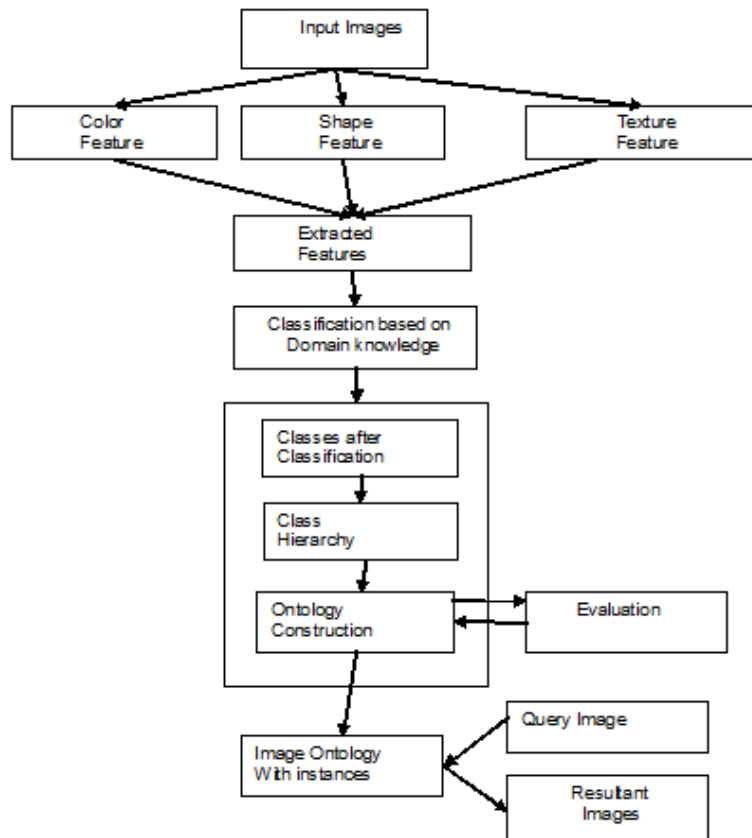 Input Images
Color
Feature
Shape
Feature
Texture
Feature
Extracted
Features
Classification based on
Domain knowledge
Classes after
Classification
Class
Hierarchy
Ontology
Construction
Evaluation
Query Image
Image Ontology
With instances
Resultant
Images